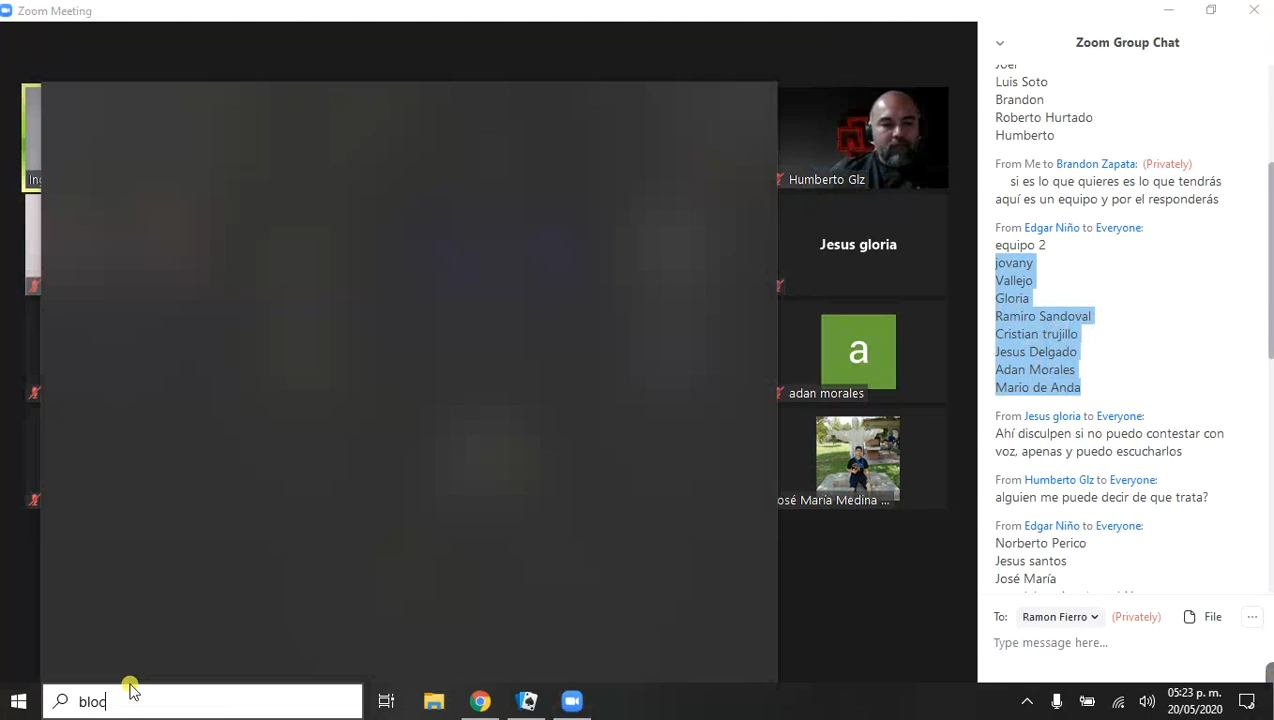 Zoom Meeting
Zoom Group Chat
Joel
Luis Soto
Brandon
Roberto Hurtado
Humberto
From Me to Brandon Zapata: (Privately)
si es lo que quieres es lo que tendrás
aquí es un equipo y por el responderás
From Edgar Niño to Everyone:
equipo 2
jovany
Vallejo
Gloria
Ramiro Sandoval
Cristian trujillo
Jesus Delgado
Adan Morales
Mario de Anda
From Jesus gloria to Everyone:
Ahí disculpen si no puedo contestar con
voz, apenas y puedo escucharlos
From Humberto Glz to Everyone:
alguien me puede decir de que trata?
From Edgar Niño to Everyone:
Norberto Perico
Jesus santos
José María
To: Ramon Fierro (Privately) File ...
Type message here...
Humberto Glz
Jesus gloria
a
adan morales
José María Medina ...
bloc
05:23 p. m.
20/05/2020